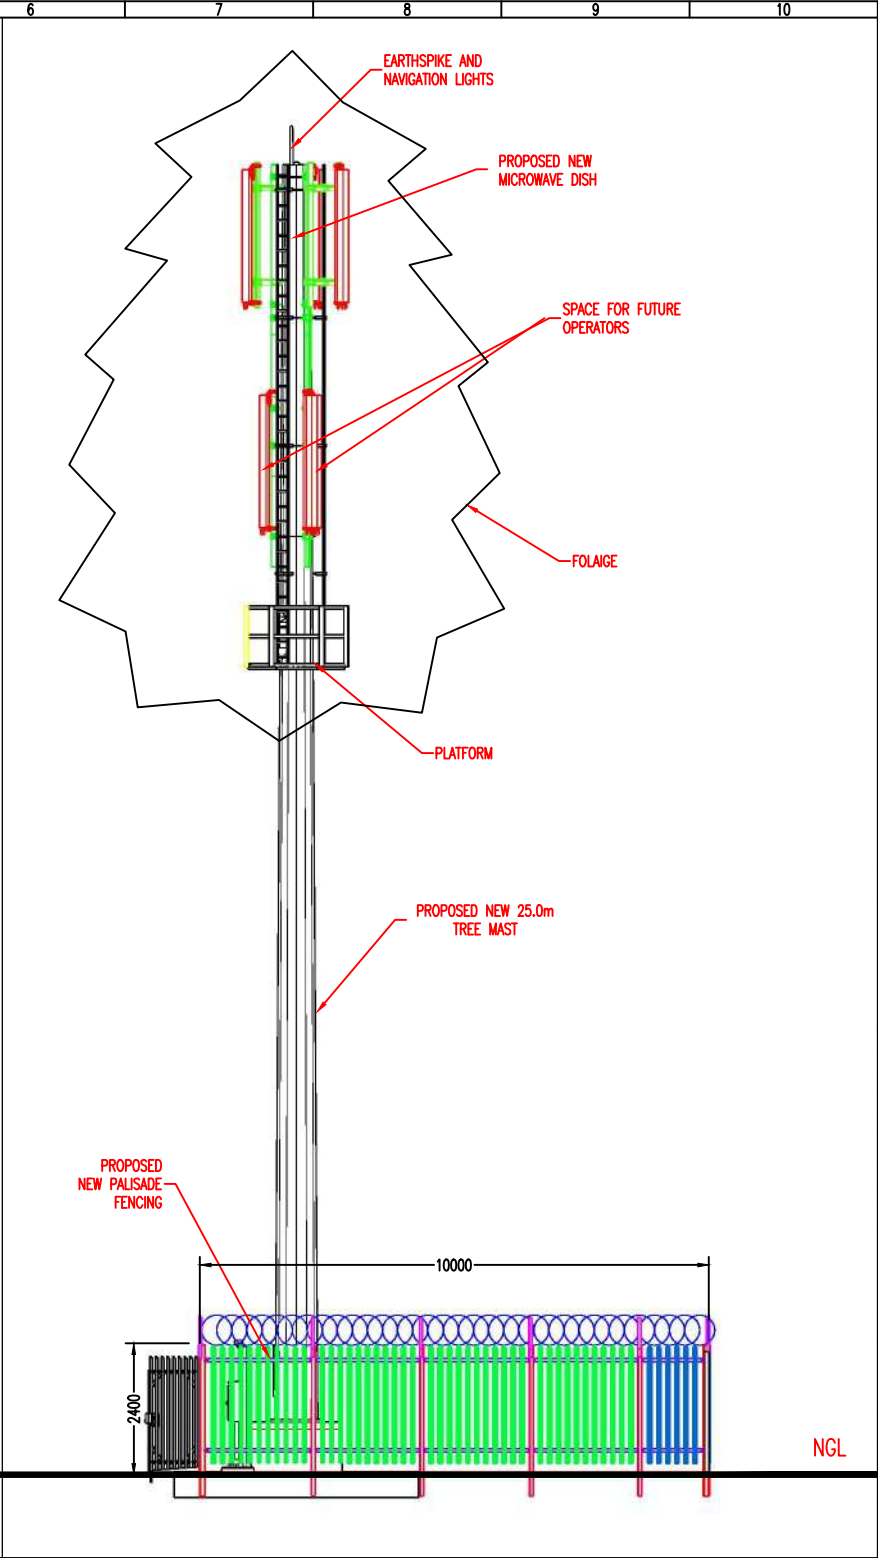 6 7 8 9 10
EARTHSPIKE AND
NAVIGATION LIGHTS
PROPOSED NEW
MICROWAVE DISH
SPACE FOR FUTURE
OPERATORS
FOLAIGE
PLATFORM
PROPOSED NEW 25.0m
TREE MAST
PROPOSED
NEW PALISADE
FENCING
10000
2400
NGL